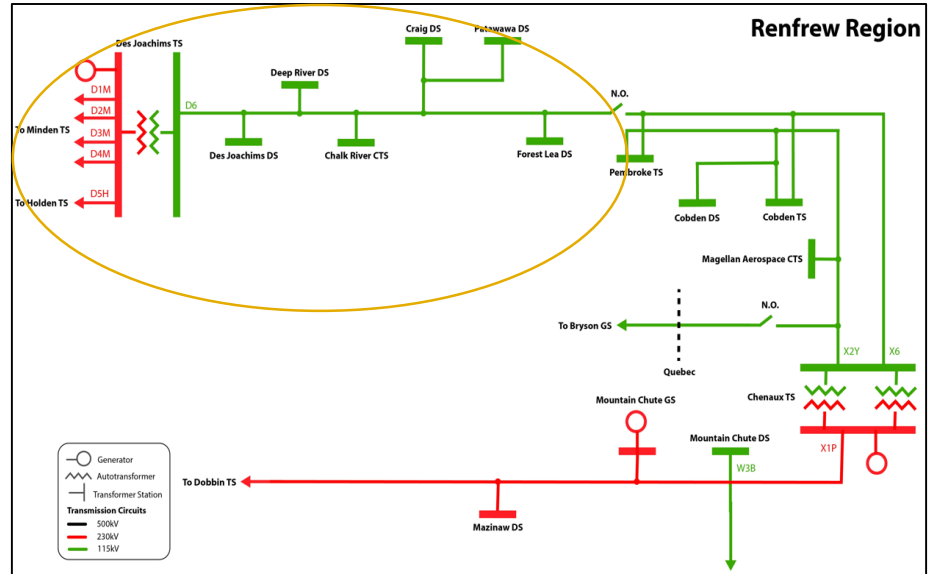 Renfrew Region
Craig DS
Petawawa DS
Des Joachims TS
Deep River DS
D1M
D2M
To Minden TS
D3M
D4M
D5H
To Holden TS
D6
N.O.
Des Joachims DS
Chalk River CTS
Forest Lea DS
Pembroke TS
Cobden DS
Cobden TS
Magellan Aerospace CTS
N.O.
To Bryson GS
Quebec
X2Y
X6
Chenaux TS
Mountain Chute GS
Mountain Chute DS
X1P
W3B
To Dobbin TS
Mazinaw DS
Generator
Autotransformer
Transformer Station
Transmission Circuits
500kV
230kV
115kV